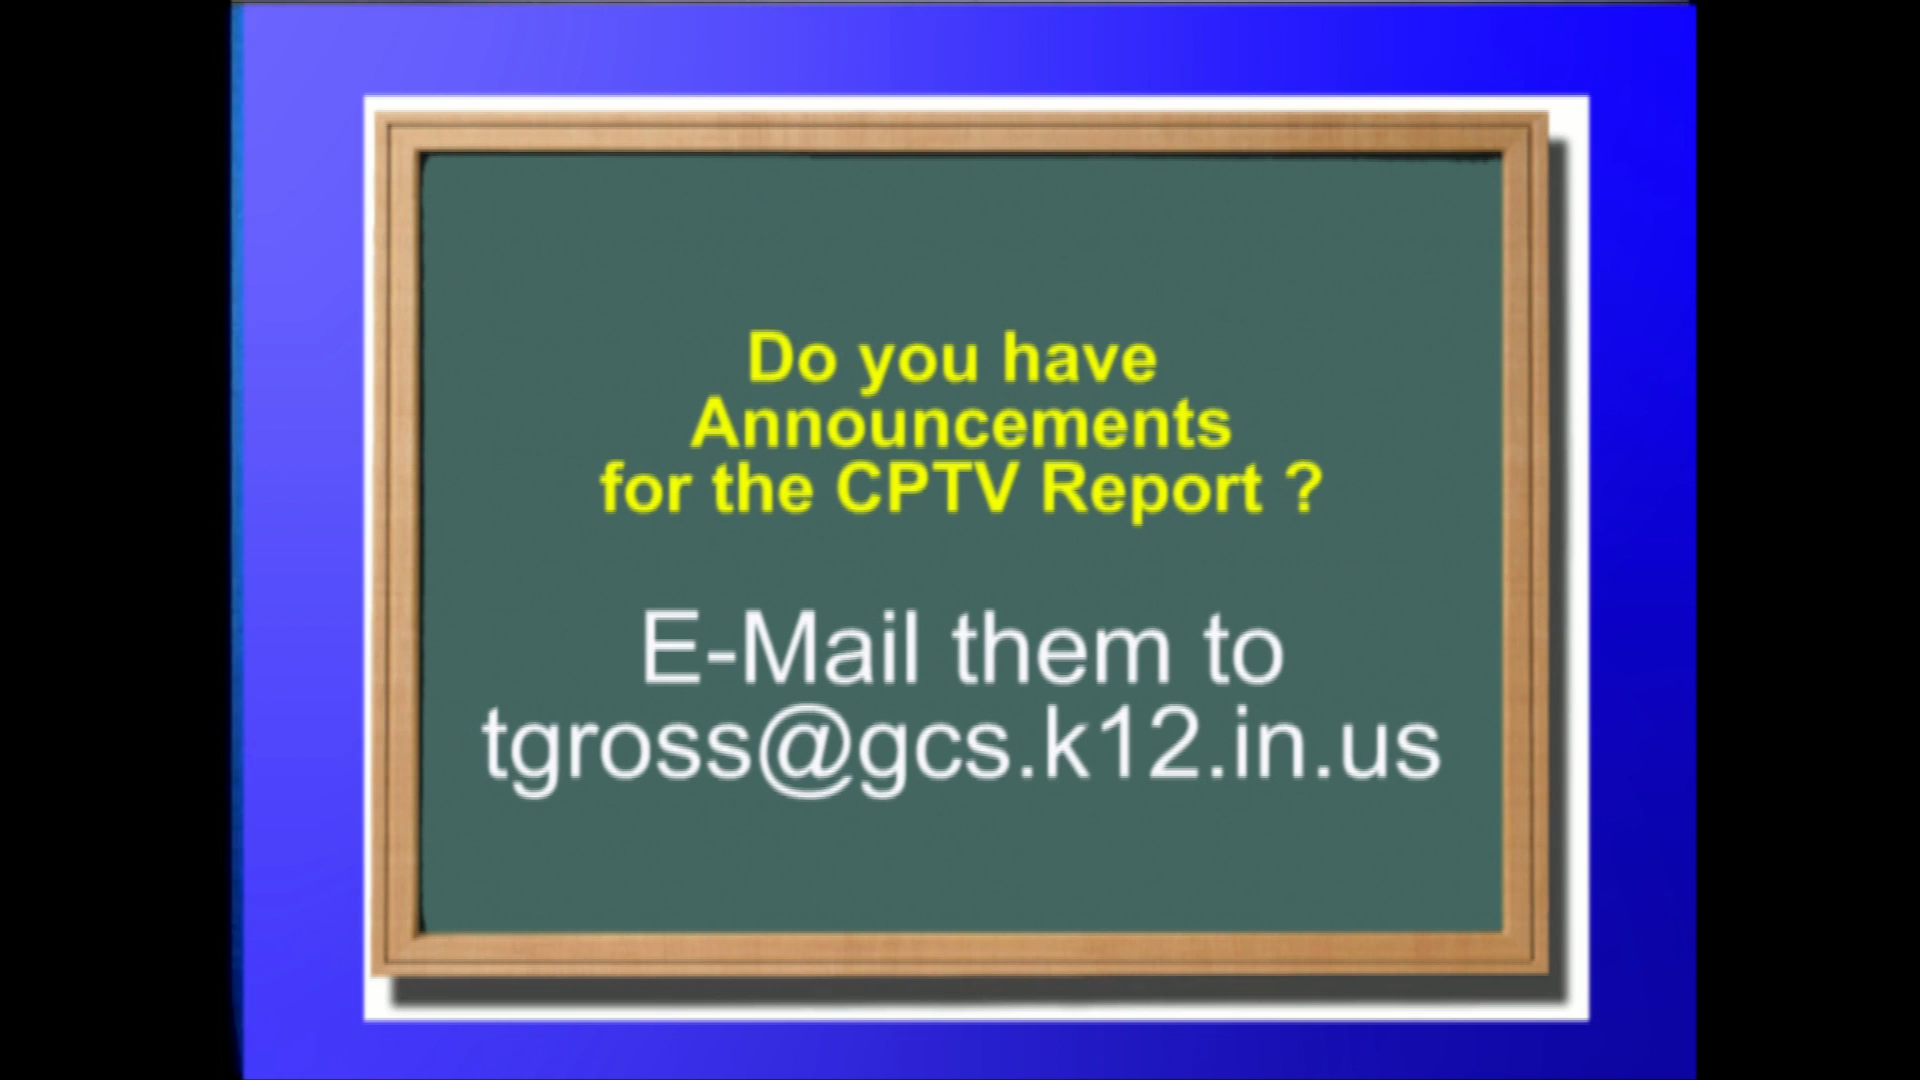 Do you have
Announcements
for the CPTV Report ?
E-Mail them to
tgross@gcs.k12.in.us